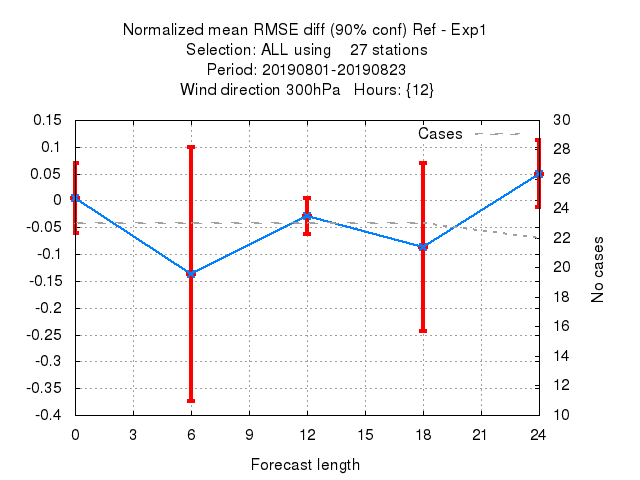 Normalized mean RMSE diff (90% conf) Ref - Exp1
Selection: ALL using    27 stations
Period: 20190801-20190823
Wind direction 300hPa   Hours: {12}
Cases
0.15
0.1
0.05
0
-0.05
-0.1
-0.15
-0.2
-0.25
-0.3
-0.35
-0.4
30
28
26
24
22
20
18
16
14
12
10
No cases
0 3 6 9 12 15 18 21 24
Forecast length